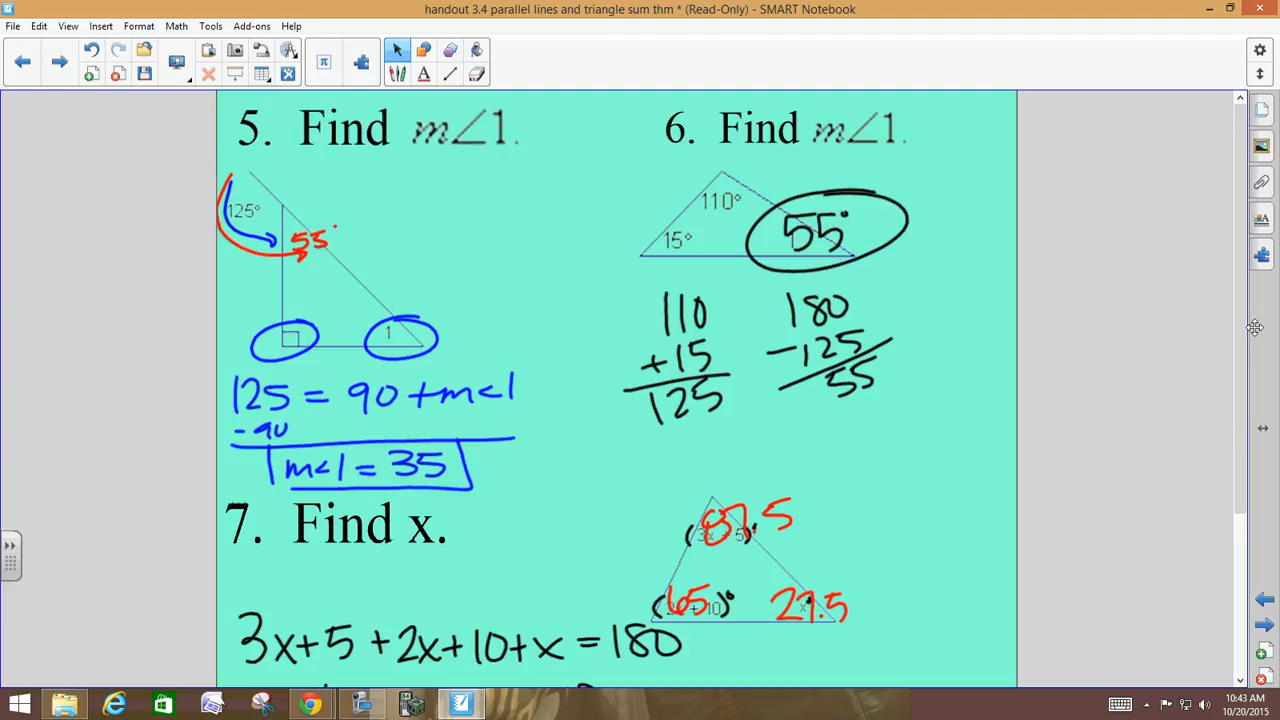 handout 3.4 parallel lines and triangle sum thm * (Read-Only) - SMART Notebook
File Edit View Insert Format Math Tools Add-ons Help
5. Find m∠1.
125°
55°
1
125 = 90 + m<1
-90
m<1 = 35
6. Find m∠1.
110°
15°
55°
110
+15
125
180
-125
55
7. Find x.
87.5
65
27.5
3x+5+2x+10+x=180
10:43 AM
10/20/2015